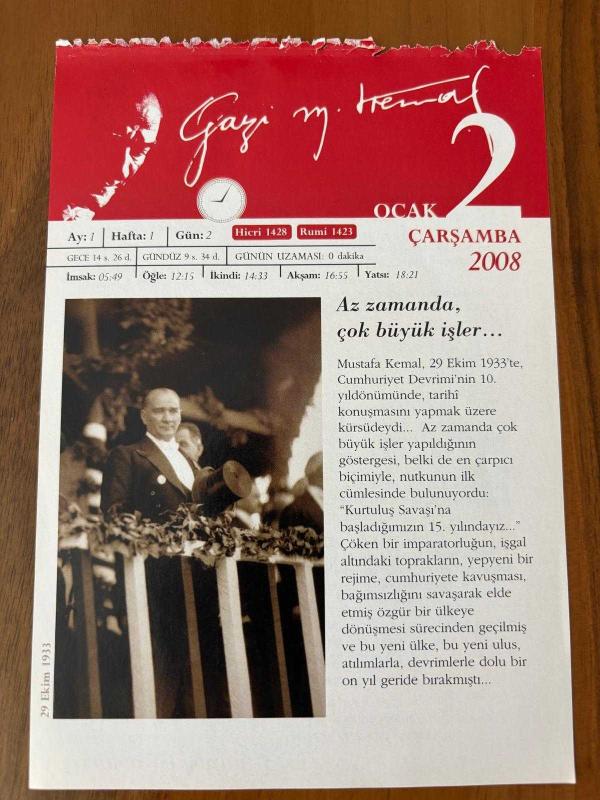 Gazi M. Kemal
2
OCAK
ÇARŞAMBA
2008
Ay: 1 Hafta: 1 Gün: 2 Hicri 1428 Rumi 1423
GECE 14 s. 26 d. GÜNDÜZ 9 s. 34 d. GÜNÜN UZAMASI: 0 dakika
İmsak: 05:49 Öğle: 12:15 İkindi: 14:33 Akşam: 16:55 Yatsı: 18:21
Az zamanda,
çok büyük işler...
Mustafa Kemal, 29 Ekim 1933'te,
Cumhuriyet Devrimi'nin 10.
yıldönümünde, tarihî
konuşmasını yapmak üzere
kürsüdeydi... Az zamanda çok
büyük işler yapıldığının
göstergesi, belki de en çarpıcı
biçimiyle, nutkunun ilk
cümlesinde bulunuyordu:
“Kurtuluş Savaşı'na
başladığımızın 15. yılındayız...”
Çöken bir imparatorluğun, işgal
altındaki toprakların, yepyeni bir
rejime, cumhuriyete kavuşması,
bağımsızlığını savaşarak elde
etmiş özgür bir ülkeye
dönüşmesi sürecinden geçilmiş
ve bu yeni ülke, bu yeni ulus,
atılımlarla, devrimlerle dolu bir
on yıl geride bırakmıştı...
29 Ekim 1933